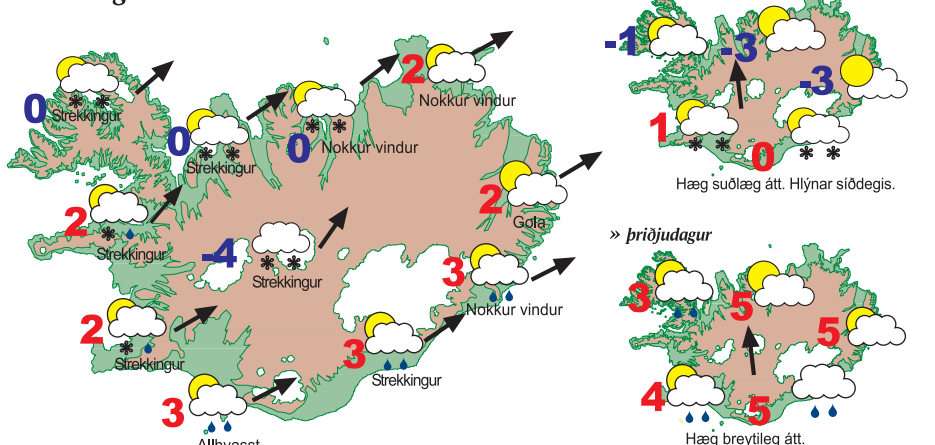 0
Strekkingur
0
Strekkingur
0
Nokkur vindur
2
Nokkur vindur
2
Strekkingur
-4
Strekkingur
2
Gola
3
Nokkur vindur
2
Strekkingur
3
Strekkingur
3
Allhvasst
-1
-3
-3
1
0
Hæg suðlæg átt. Hlýnar síðdegis.
» þriðjudagur
3
5
5
4
5
Hæg breytileg átt.